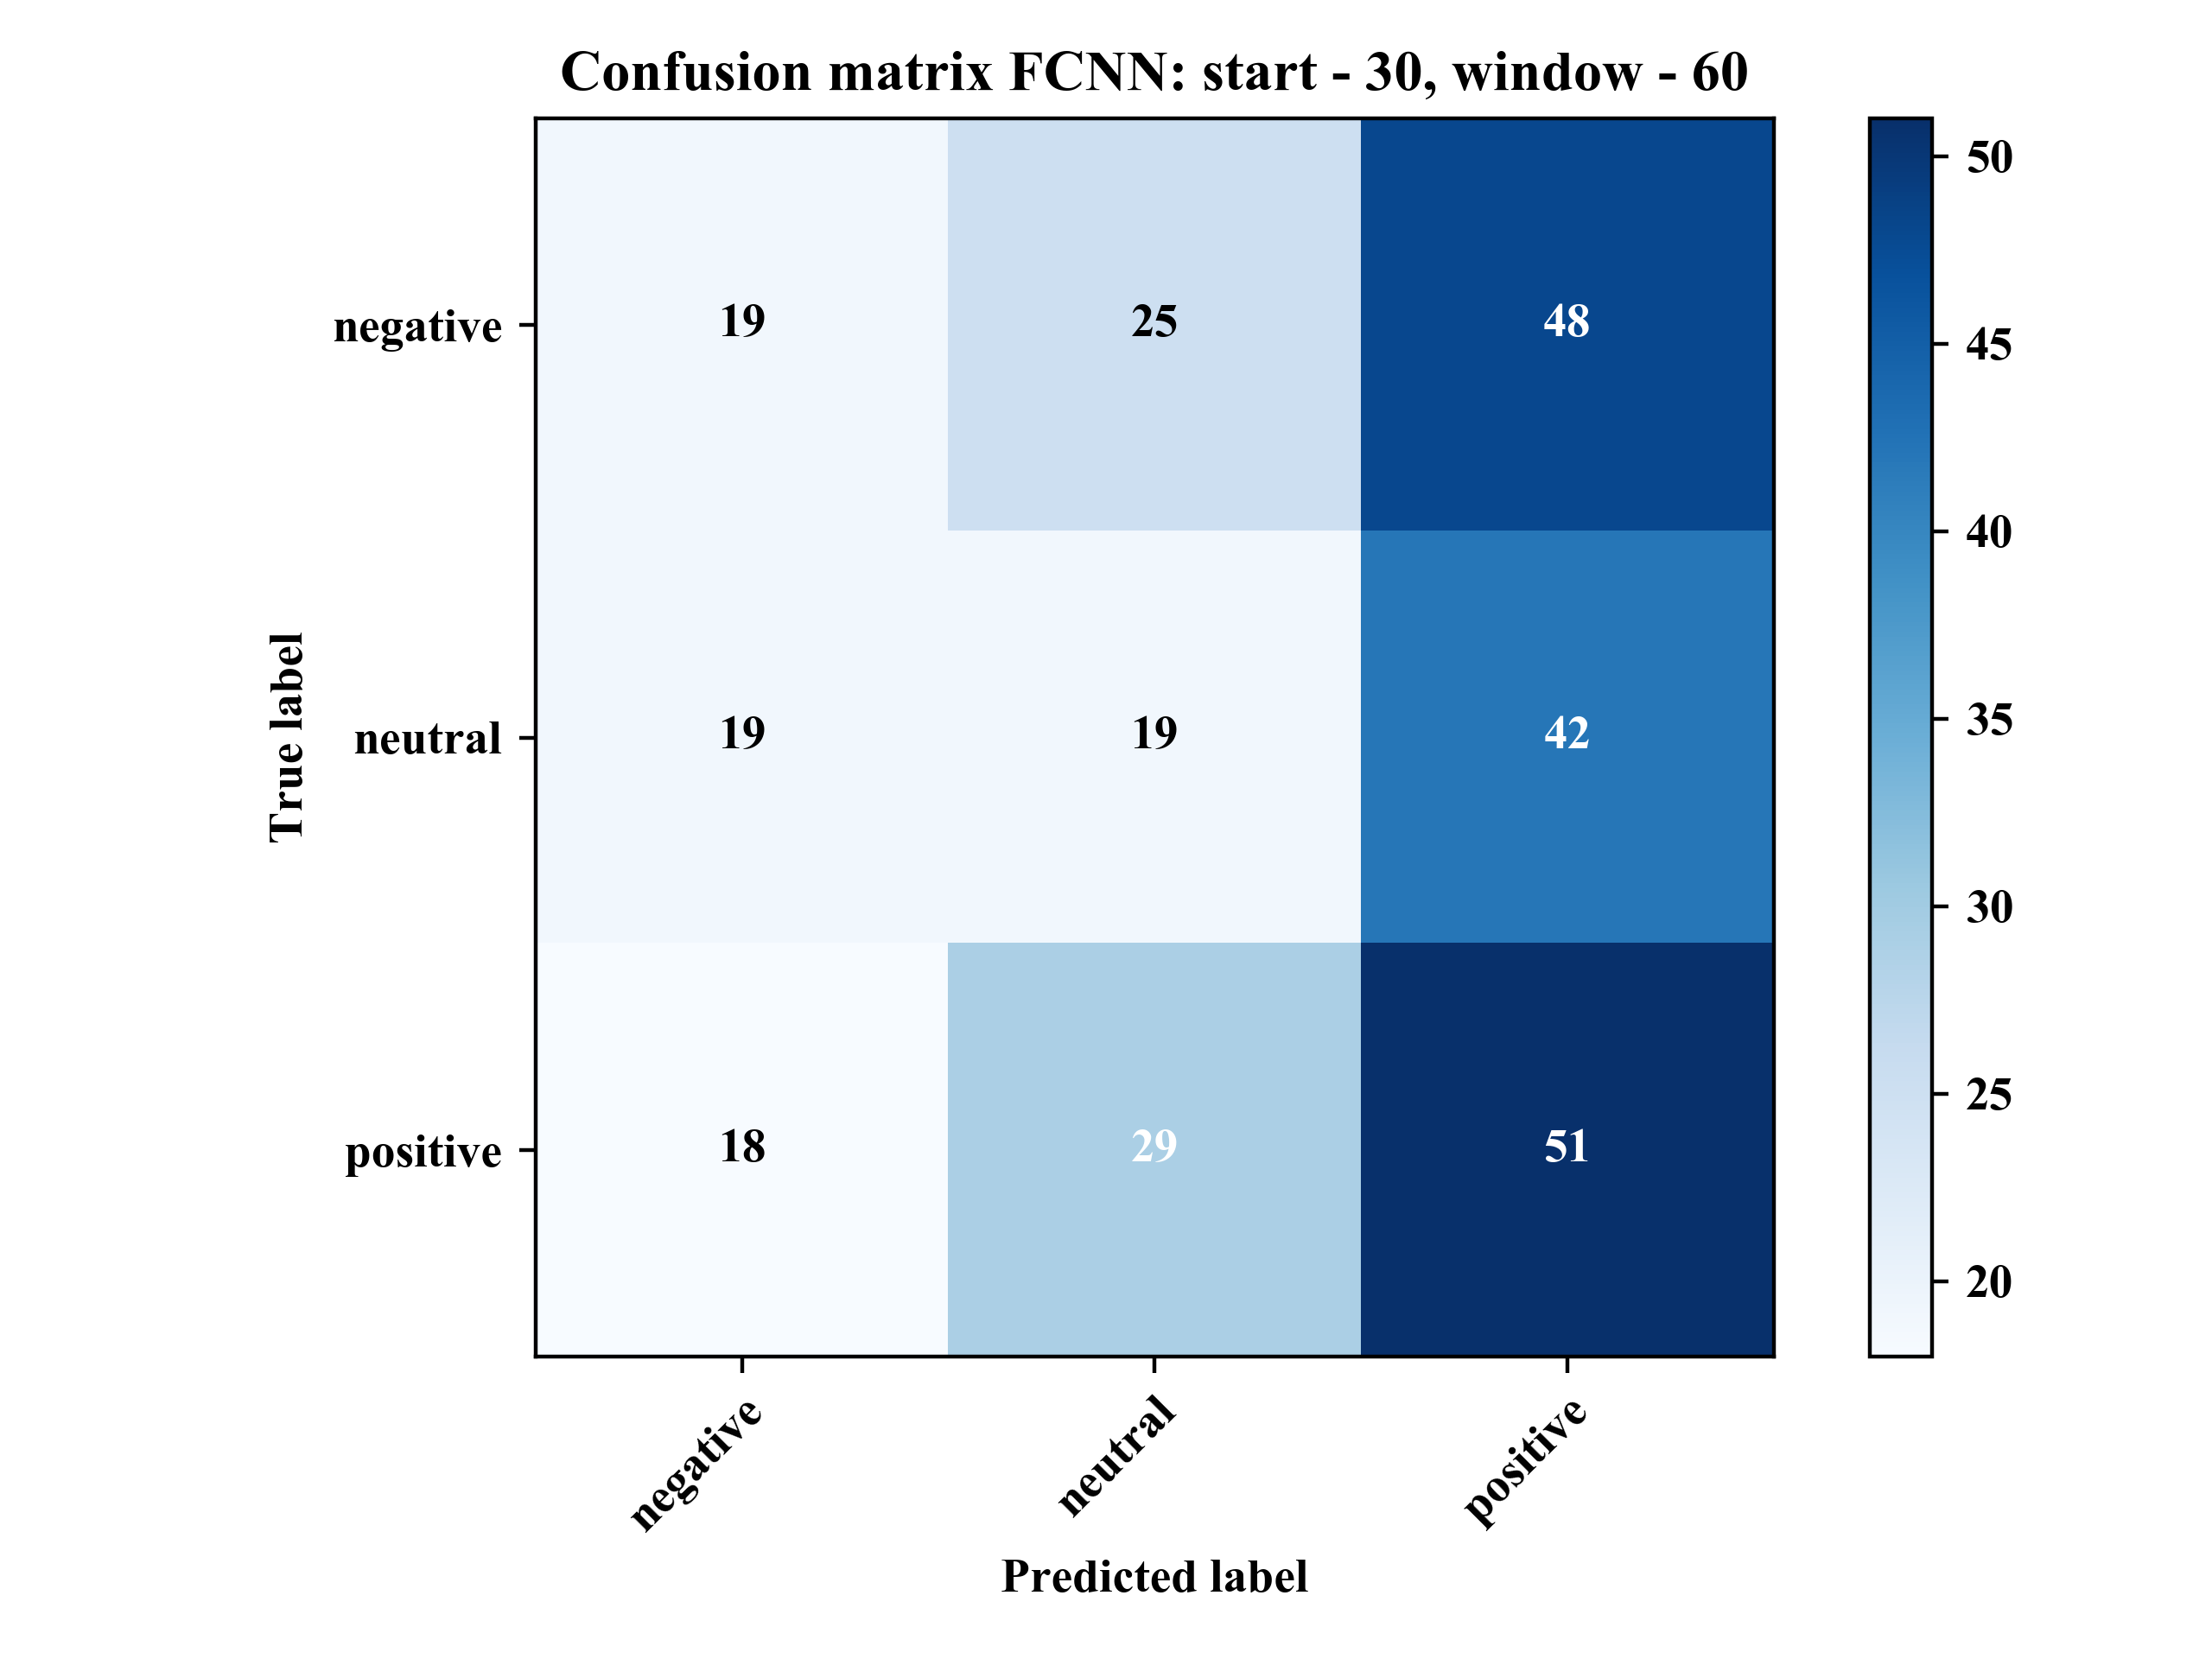 Confusion matrix FCNN: start - 30, window - 60
negative
19
25
48
neutral
19
19
42
positive
18
29
51
negative
neutral
positive
True label
Predicted label
50
45
40
35
30
25
20